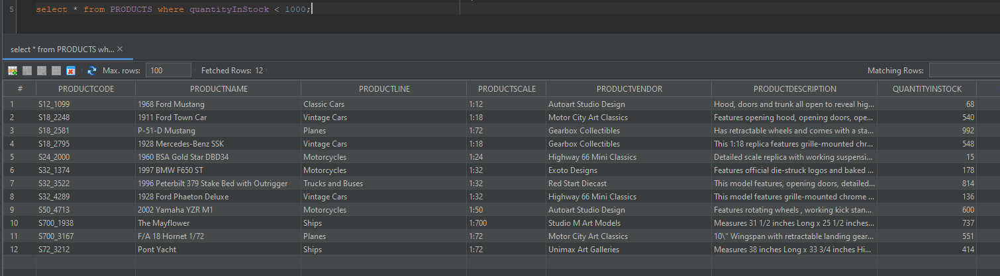 5 select * from PRODUCTS where quantityInStock < 1000;
select * from PRODUCTS wh... ×
Max. rows: 100 Fetched Rows: 12 Matching Rows:
# PRODUCTCODE PRODUCTNAME PRODUCTLINE PRODUCTSCALE PRODUCTVENDOR PRODUCTDESCRIPTION QUANTITYINSTOCK
1 S12_1099 1968 Ford Mustang Classic Cars 1:12 Autoart Studio Design Hood, doors and trunk all open to reveal hig... 68
2 S18_2248 1911 Ford Town Car Vintage Cars 1:18 Motor City Art Classics Features opening hood, opening doors, ope... 540
3 S18_2581 P-51-D Mustang Planes 1:72 Gearbox Collectibles Has retractable wheels and comes with a sta... 992
4 S18_2795 1928 Mercedes-Benz SSK Vintage Cars 1:18 Gearbox Collectibles This 1:18 replica features grille-mounted chr... 548
5 S24_2000 1960 BSA Gold Star DBD34 Motorcycles 1:24 Highway 66 Mini Classics Detailed scale replica with working suspensi... 15
6 S32_1374 1997 BMW F650 ST Motorcycles 1:32 Exoto Designs Features official die-struck logos and baked ... 178
7 S32_3522 1996 Peterbilt 379 Stake Bed with Outrigger Trucks and Buses 1:32 Red Start Diecast This model features, opening doors, detailed... 814
8 S32_4289 1928 Ford Phaeton Deluxe Vintage Cars 1:32 Highway 66 Mini Classics This model features grille-mounted chrome ... 136
9 S50_4713 2002 Yamaha YZR M1 Motorcycles 1:50 Autoart Studio Design Features rotating wheels , working kick stan... 600
10 S700_1938 The Mayflower Ships 1:700 Studio M Art Models Measures 31 1/2 inches Long x 25 1/2 inches... 737
11 S700_3167 F/A 18 Hornet 1/72 Planes 1:72 Motor City Art Classics 10\" Wingspan with retractable landing gear... 551
12 S72_3212 Pont Yacht Ships 1:72 Unimax Art Galleries Measures 38 inches Long x 33 3/4 inches Hi... 414